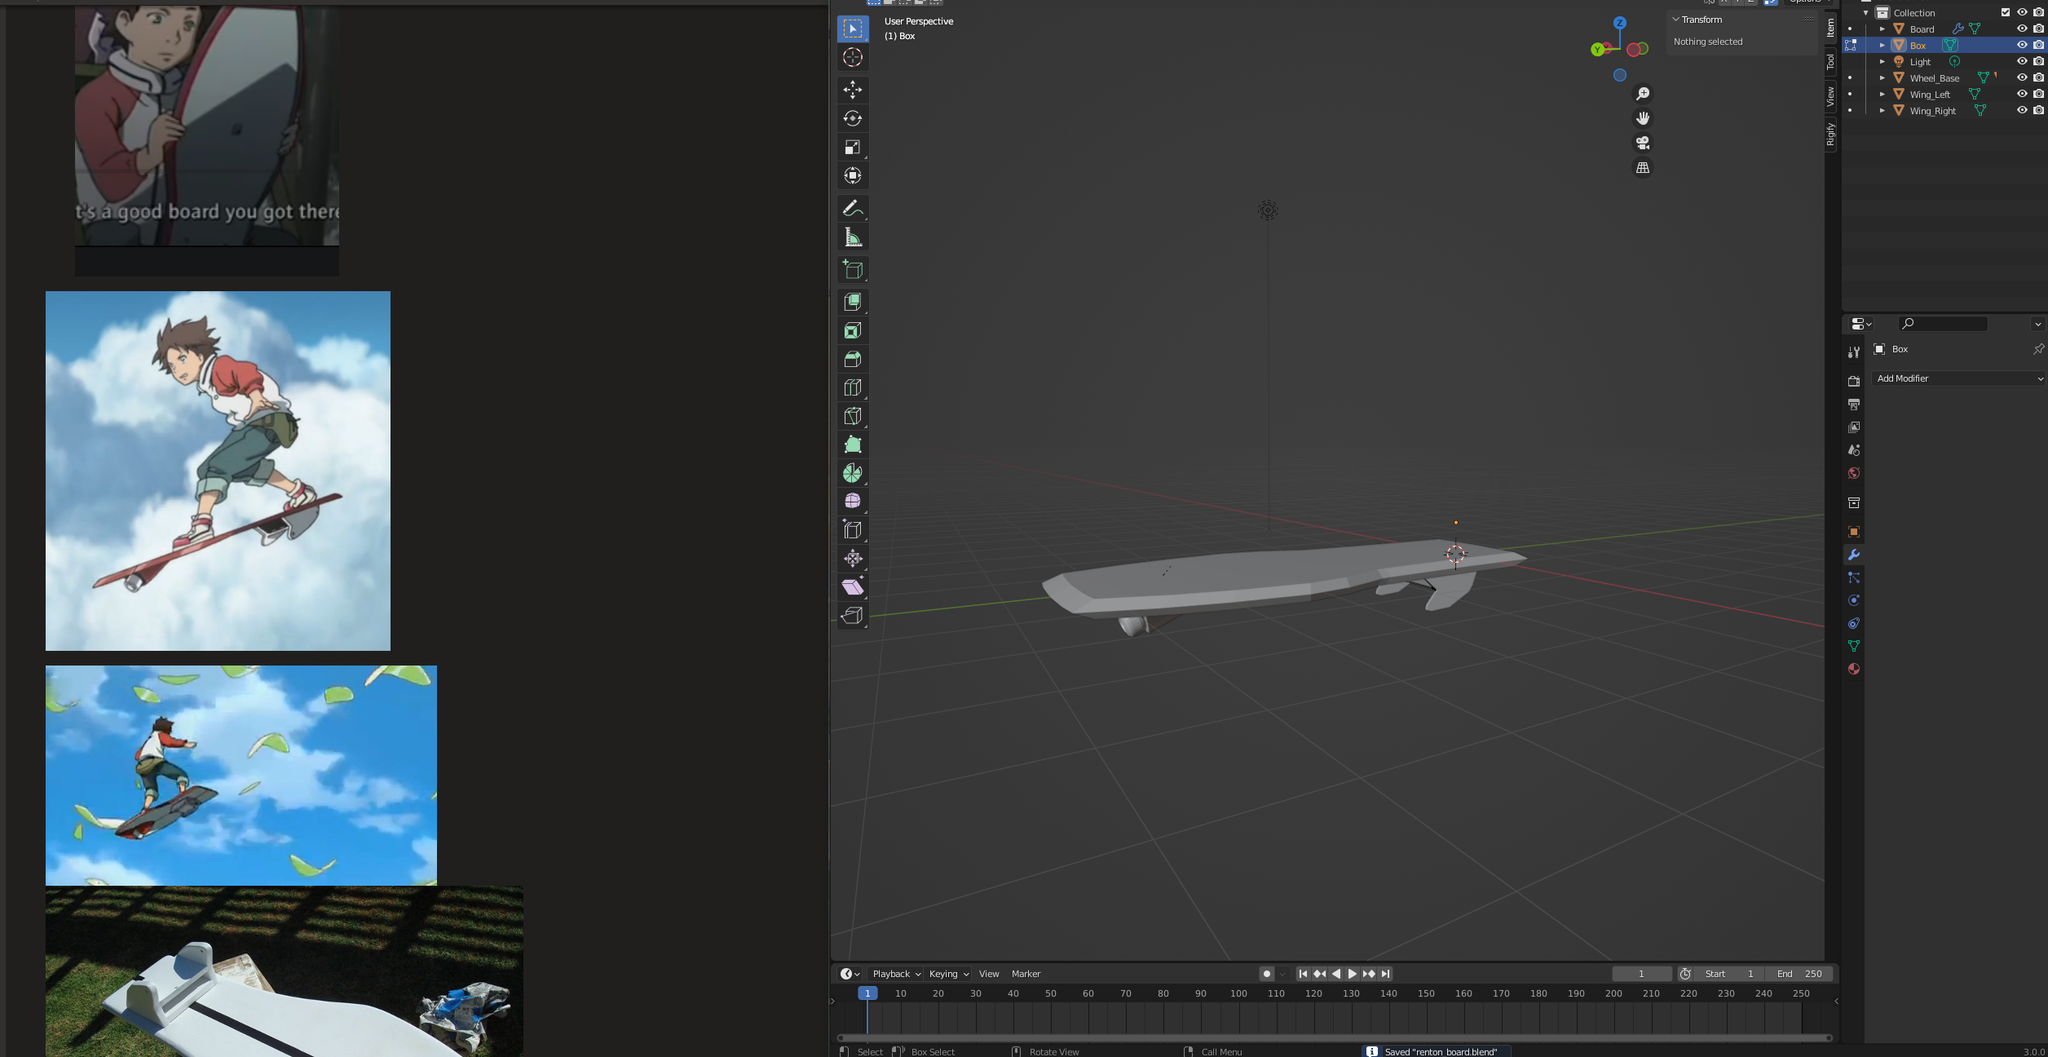 t's a good board you got there
User Perspective
(1) Box
Z
Y
Transform
Nothing selected
Item
Tool
View
Rigify
Collection
Board
Box
Light
Wheel_Base
Wing_Left
Wing_Right
Box
Add Modifier
Playback
Keying
View
Marker
1
Start
1
End
250
1
10
20
30
40
50
60
70
80
90
100
110
120
130
140
150
160
170
180
190
200
210
220
230
240
250
Select
Box Select
Rotate View
Call Menu
Saved "renton_board.blend"
3.0.0